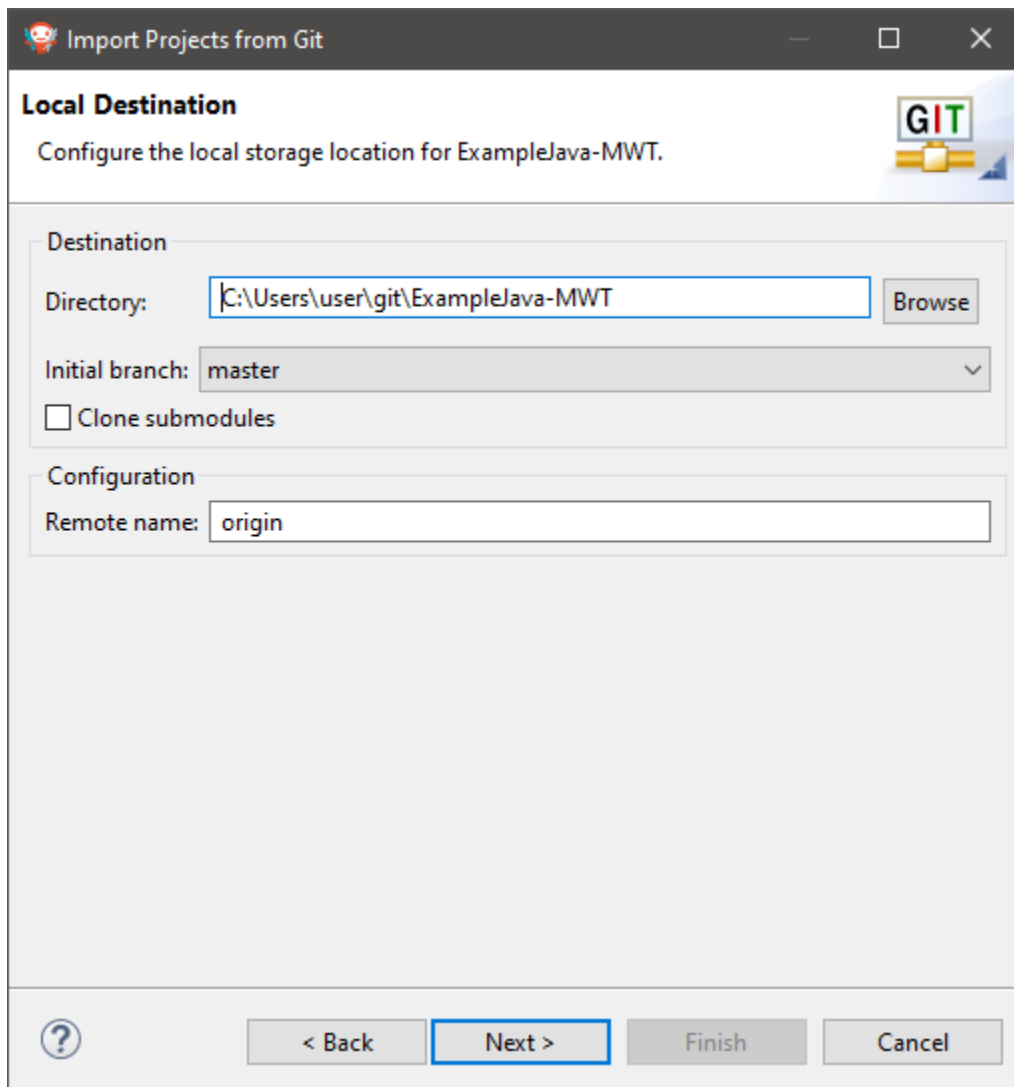 Import Projects from Git
Local Destination
Configure the local storage location for ExampleJava-MWT.
GIT
Destination
Directory: C:\Users\user\git\ExampleJava-MWT Browse
Initial branch: master
Clone submodules
Configuration
Remote name: origin
? < Back Next > Finish Cancel